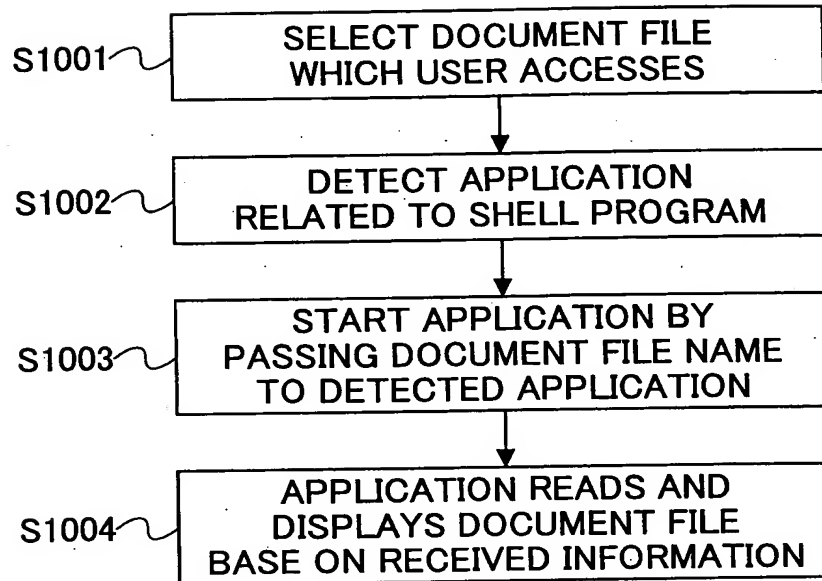 S1001
SELECT DOCUMENT FILE
WHICH USER ACCESSES
S1002
DETECT APPLICATION
RELATED TO SHELL PROGRAM
S1003
START APPLICATION BY
PASSING DOCUMENT FILE NAME
TO DETECTED APPLICATION
S1004
APPLICATION READS AND
DISPLAYS DOCUMENT FILE
BASE ON RECEIVED INFORMATION